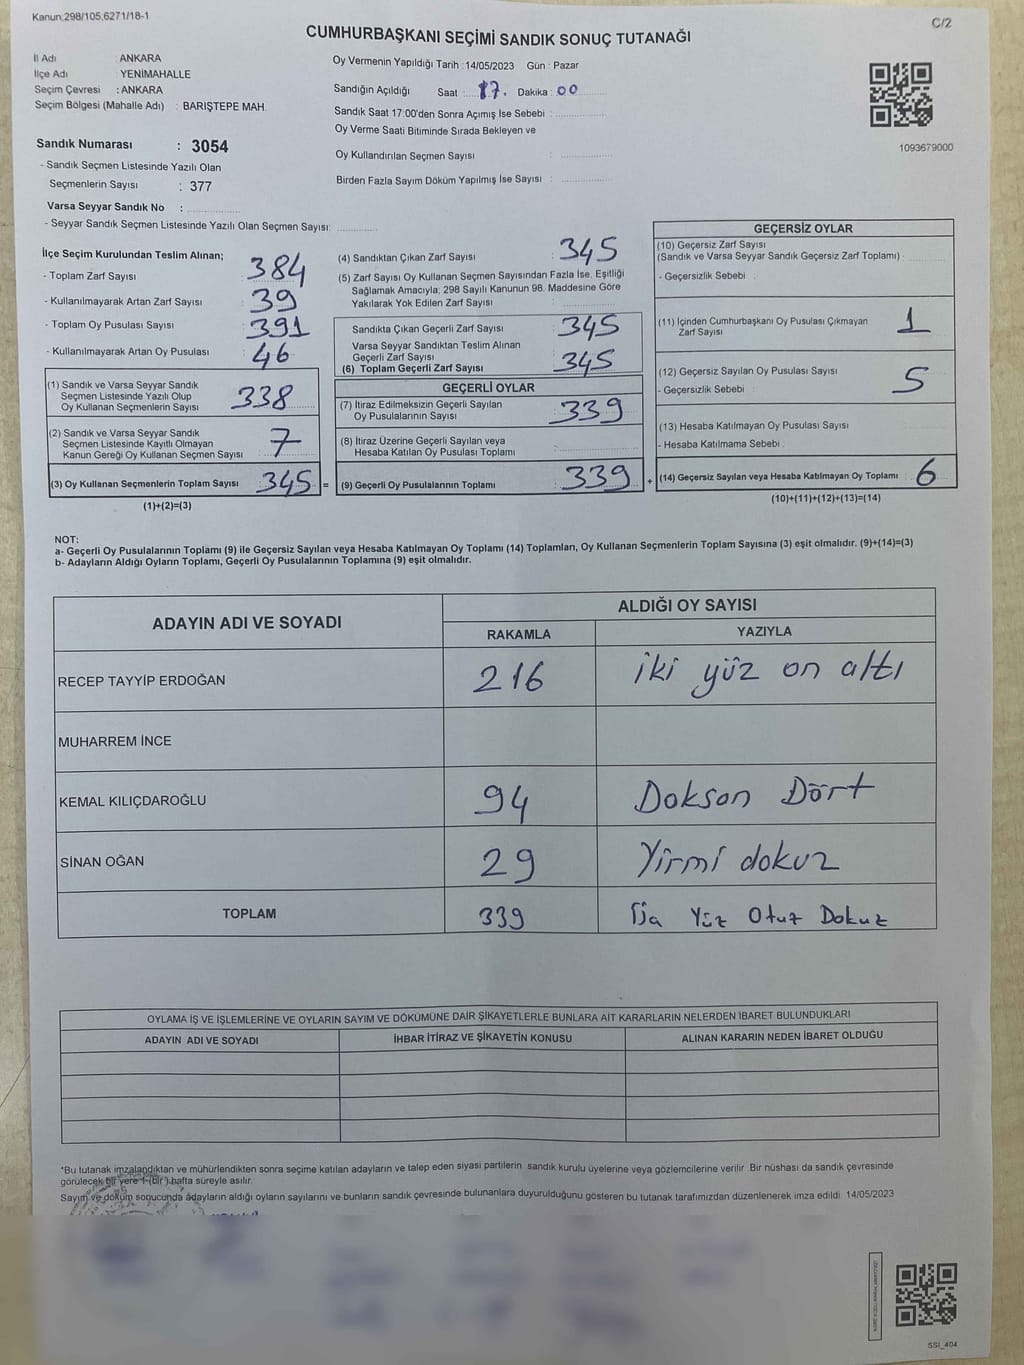 Kanun;298/105;6271/18-1
C/2
CUMHURBAŞKANI SEÇİMİ SANDIK SONUÇ TUTANAĞI
İl Adı : ANKARA
İlçe Adı : YENİMAHALLE
Seçim Çevresi : ANKARA
Seçim Bölgesi (Mahalle Adı) : BARIŞTEPE MAH.
Sandık Numarası : 3054
- Sandık Seçmen Listesinde Yazılı Olan
Seçmenlerin Sayısı : 377
Varsa Seyyar Sandık No :
- Seyyar Sandık Seçmen Listesinde Yazılı Olan Seçmen Sayısı:
Oy Vermenin Yapıldığı Tarih : 14/05/2023 Gün : Pazar
Sandığın Açıldığı Saat : 17. Dakika : 00
Sandık Saat 17:00'den Sonra Açımış İse Sebebi :
Oy Verme Saati Bitiminde Sırada Bekleyen ve
Oy Kullandırılan Seçmen Sayısı :
Birden Fazla Sayım Döküm Yapılmış İse Sayısı :
1093679000
İlçe Seçim Kurulundan Teslim Alınan;
- Toplam Zarf Sayısı : 384
- Kullanılmayarak Artan Zarf Sayısı : 39
- Toplam Oy Pusulası Sayısı : 391
- Kullanılmayarak Artan Oy Pusulası : 46
(1) Sandık ve Varsa Seyyar Sandık
Seçmen Listesinde Yazılı Olup
Oy Kullanan Seçmenlerin Sayısı : 338
(2) Sandık ve Varsa Seyyar Sandık
Seçmen Listesinde Kayıtlı Olmayan
Kanun Gereği Oy Kullanan Seçmen Sayısı : 7
(3) Oy Kullanan Seçmenlerin Toplam Sayısı : 345 =
(1)+(2)=(3)
(4) Sandıktan Çıkan Zarf Sayısı : 345
(5) Zarf Sayısı Oy Kullanan Seçmen Sayısından Fazla İse, Eşitliği
Sağlamak Amacıyla; 298 Sayılı Kanunun 98. Maddesine Göre
Yakılarak Yok Edilen Zarf Sayısı :
Sandıkta Çıkan Geçerli Zarf Sayısı : 345
Varsa Seyyar Sandıktan Teslim Alınan
Geçerli Zarf Sayısı
(6) Toplam Geçerli Zarf Sayısı : 345
GEÇERLİ OYLAR
(7) İtiraz Edilmeksizin Geçerli Sayılan
Oy Pusulalarının Sayısı : 339
(8) İtiraz Üzerine Geçerli Sayılan veya
Hesaba Katılan Oy Pusulası Toplamı :
(9) Geçerli Oy Pusulalarının Toplamı : 339 +
GEÇERSİZ OYLAR
(10) Geçersiz Zarf Sayısı
(Sandık ve Varsa Seyyar Sandık Geçersiz Zarf Toplamı)
- Geçersizlik Sebebi :
(11) İçinden Cumhurbaşkanı Oy Pusulası Çıkmayan
Zarf Sayısı 1
(12) Geçersiz Sayılan Oy Pusulası Sayısı
- Geçersizlik Sebebi : 5
(13) Hesaba Katılmayan Oy Pusulası Sayısı
- Hesaba Katılmama Sebebi :
(14) Geçersiz Sayılan veya Hesaba Katılmayan Oy Toplamı : 6
(10)+(11)+(12)+(13)=(14)
NOT:
a- Geçerli Oy Pusulalarının Toplamı (9) ile Geçersiz Sayılan veya Hesaba Katılmayan Oy Toplamı (14) Toplamları, Oy Kullanan Seçmenlerin Toplam Sayısına (3) eşit olmalıdır. (9)+(14)=(3)
b- Adayların Aldığı Oyların Toplamı, Geçerli Oy Pusulalarının Toplamına (9) eşit olmalıdır.
ADAYIN ADI VE SOYADI
ALDIĞI OY SAYISI
RAKAMLA YAZIYLA
RECEP TAYYİP ERDOĞAN 216 iki yüz on altı
MUHARREM İNCE
KEMAL KILIÇDAROĞLU 94 Doksan Dört
SİNAN OĞAN 29 Yirmi dokuz
TOPLAM 339 Yüz Otuz Dokuz
OYLAMA İŞ VE İŞLEMLERİNE VE OYLARIN SAYIM VE DÖKÜMÜNE DAİR ŞİKAYETLERLE BUNLARA AİT KARARLARIN NELERDEN İBARET BULUNDUKLARI
ADAYIN ADI VE SOYADI İHBAR İTİRAZ VE ŞİKAYETİN KONUSU ALINAN KARARIN NEDEN İBARET OLDUĞU
*Bu tutanak imzalandıktan ve mühürlendikten sonra seçime katılan adayların ve talep eden siyasi partilerin sandık kurulu üyelerine veya gözlemcilerine verilir. Bir nüshası da sandık çevresinde
görülecek bir yere 1 (bir) hafta süreyle asılır.
Sayım ve döküm sonucunda adayların aldığı oyların sayılarını ve bunların sandık çevresinde bulunanlara duyurulduğunu gösteren bu tutanak tarafımızdan düzenlenerek imza edildi. 14/05/2023
SSI_404